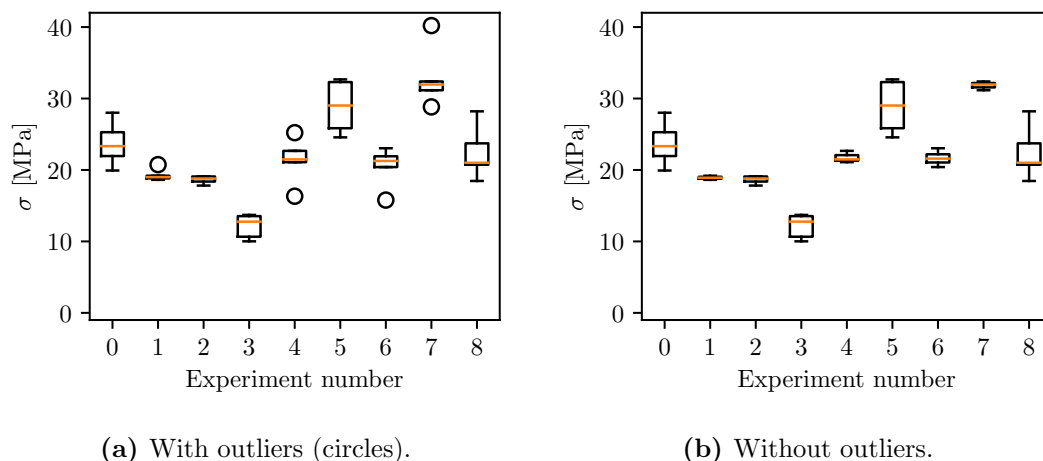 40
30
20
10
0
σ [MPa]
0 1 2 3 4 5 6 7 8
Experiment number
(a) With outliers (circles).
40
30
20
10
0
σ [MPa]
0 1 2 3 4 5 6 7 8
Experiment number
(b) Without outliers.